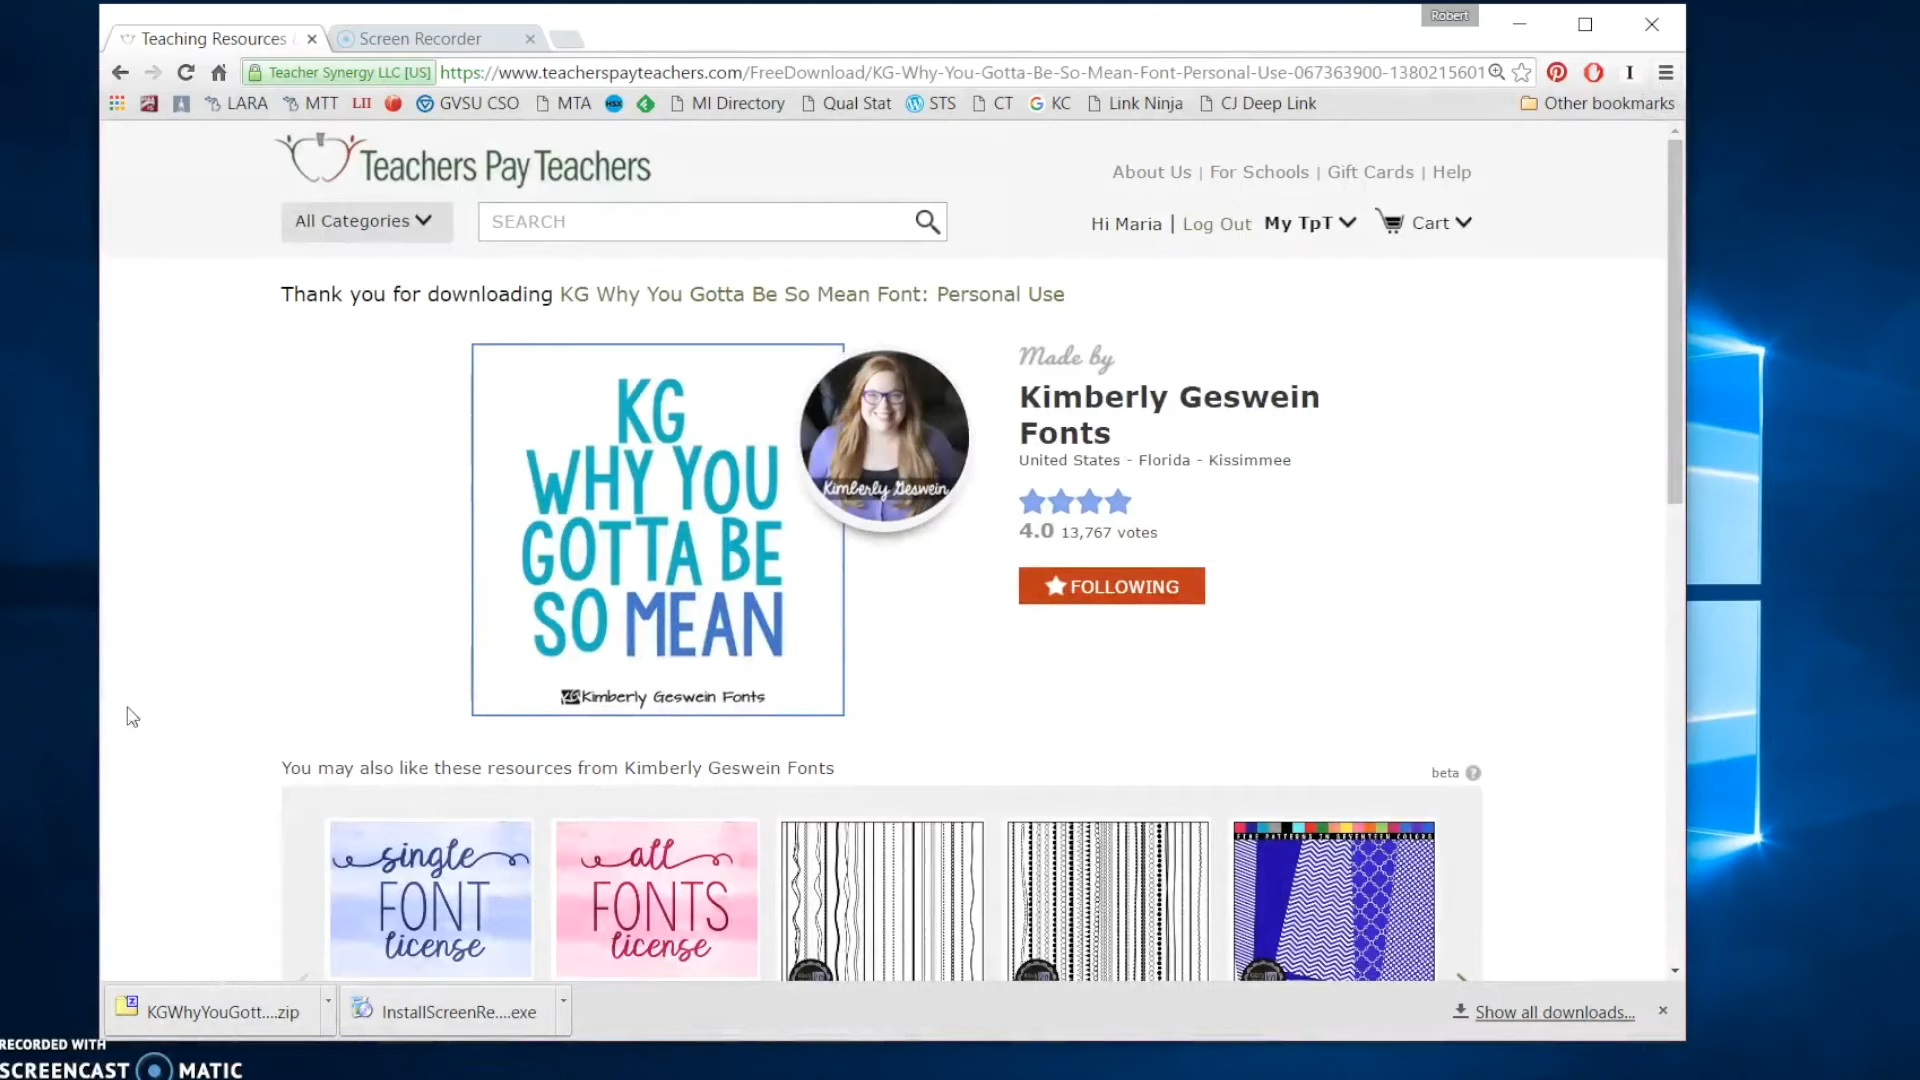 Robert
Teaching Resources
Screen Recorder
Teacher Synergy LLC [US] https://www.teacherspayteachers.com/FreeDownload/KG-Why-You-Gotta-Be-So-Mean-Font-Personal-Use-067363900-1380215601
LARA MTT LII GVSU CSO MTA MI Directory Qual Stat STS CT KC Link Ninja CJ Deep Link Other bookmarks
Teachers Pay Teachers
About Us | For Schools | Gift Cards | Help
All Categories SEARCH Hi Maria | Log Out My TpT Cart
Thank you for downloading KG Why You Gotta Be So Mean Font: Personal Use
KG
WHY YOU
GOTTA BE
SO MEAN
Kimberly Geswein Fonts
Kimberly Geswein
Made by
Kimberly Geswein
Fonts
United States - Florida - Kissimmee
4.0 13,767 votes
FOLLOWING
You may also like these resources from Kimberly Geswein Fonts
beta ?
single
FONT
license
all
FONTS
license
FIVE PATTERNS IN SEVENTEEN COLORS
KGWhyYouGott....zip
InstallScreenRe....exe
Show all downloads...
RECORDED WITH
SCREENCAST MATIC